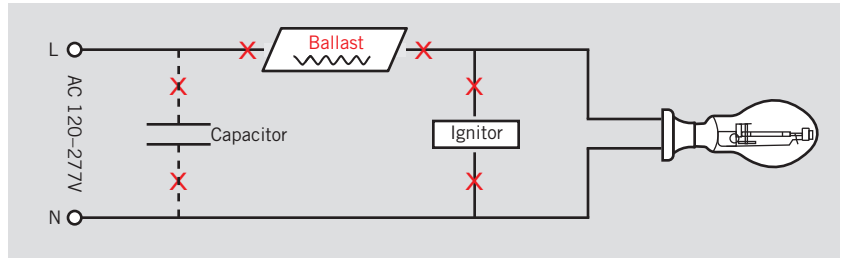 Ballast
L
AC 120–277V
Capacitor
Ignitor
N